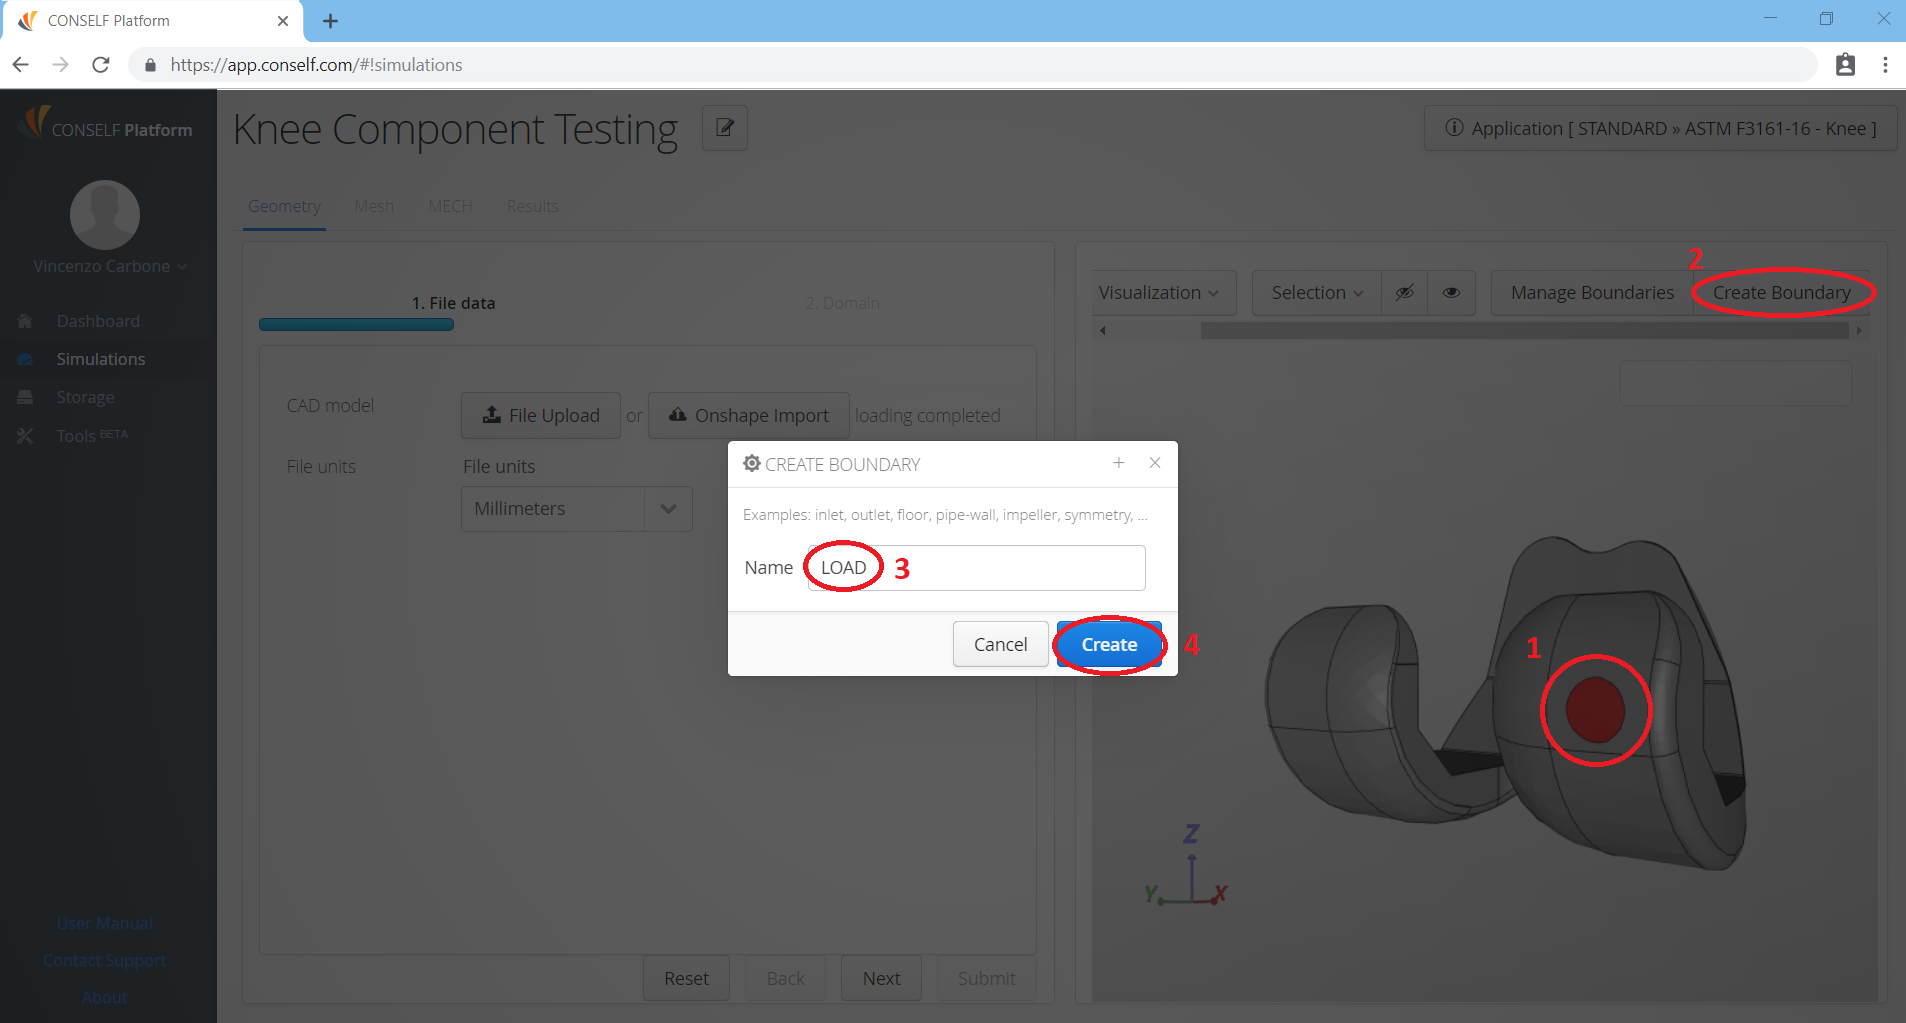 CONSELF Platform
https://app.conself.com/#!simulations
CONSELF Platform
Vincenzo Carbone
Dashboard
Simulations
Storage
Tools BETA
User Manual
Contact Support
About
Knee Component Testing
Application [ STANDARD » ASTM F3161-16 - Knee ]
Geometry Mesh MECH Results
1. File data 2. Domain
CAD model File Upload or Onshape Import loading completed
File units File units
Millimeters
Reset Back Next Submit
2
Visualization Selection Manage Boundaries Create Boundary
CREATE BOUNDARY
Examples: inlet, outlet, floor, pipe-wall, impeller, symmetry, ...
Name LOAD 3
Cancel Create 4
1
Z
Y X